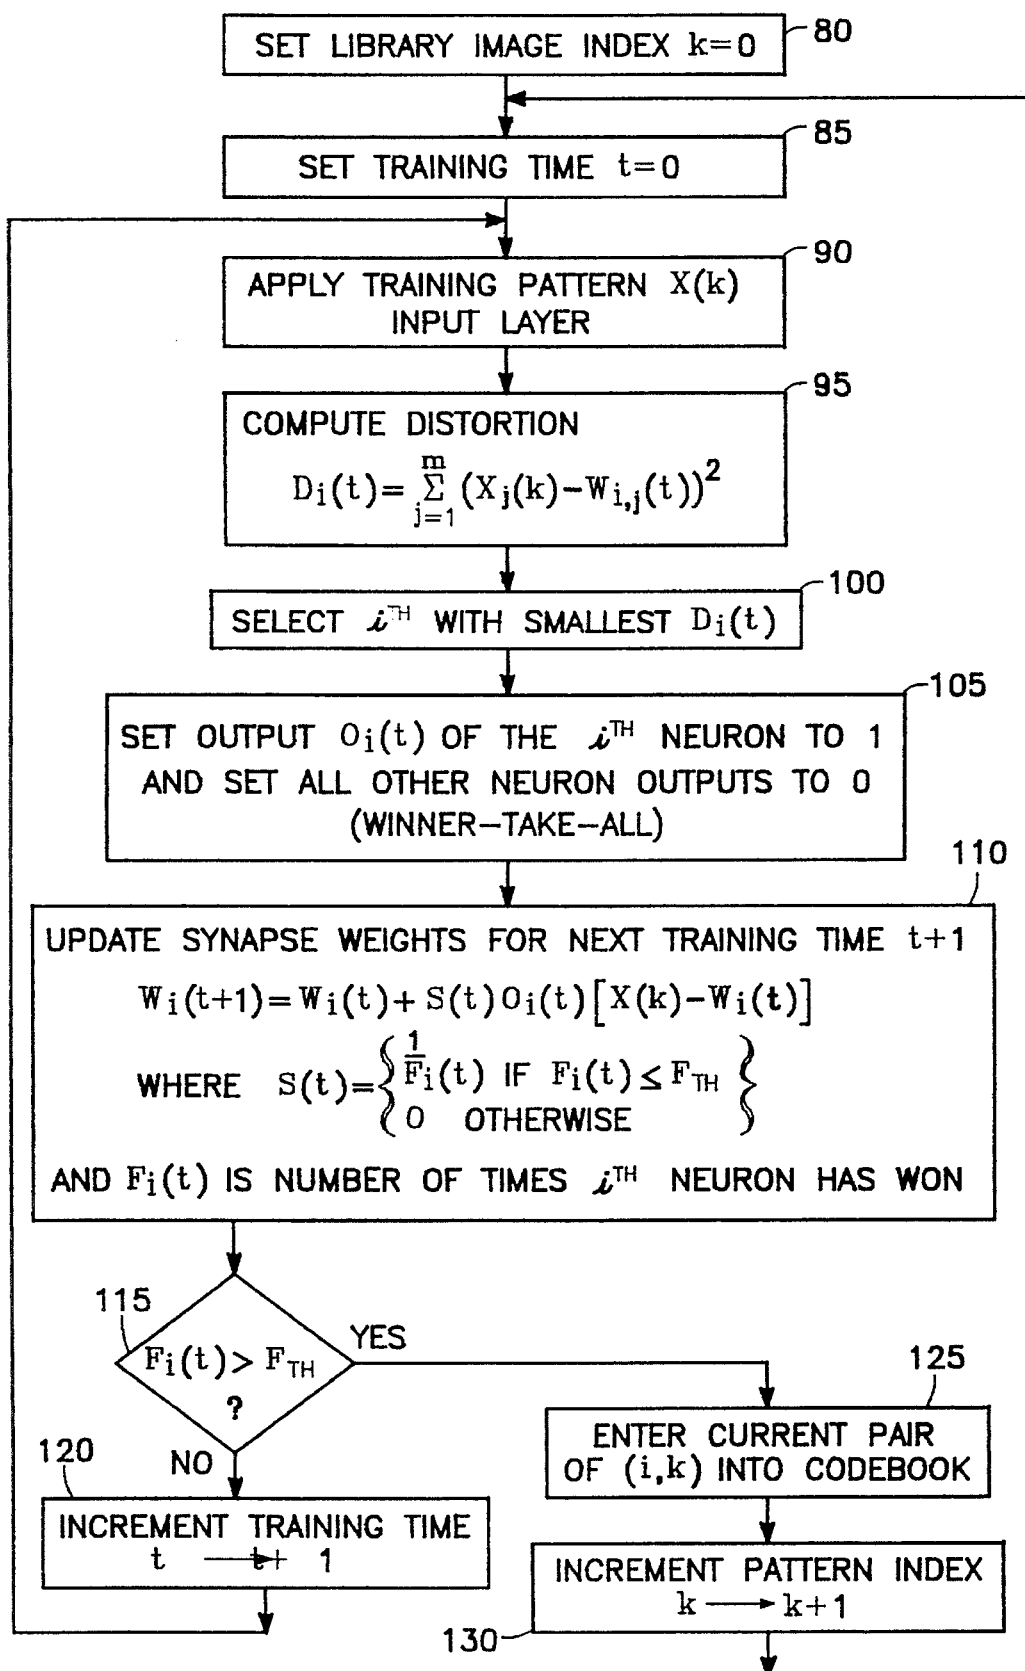 SET LIBRARY IMAGE INDEX k=0
80
SET TRAINING TIME t=0
85
APPLY TRAINING PATTERN X(k)
INPUT LAYER
90
COMPUTE DISTORTION
D_i(t)=∑_{j=1}^{m}(X_j(k)-W_{i,j}(t))^2
95
SELECT i^TH WITH SMALLEST D_i(t)
100
SET OUTPUT O_i(t) OF THE i^TH NEURON TO 1
AND SET ALL OTHER NEURON OUTPUTS TO 0
(WINNER-TAKE-ALL)
105
110
UPDATE SYNAPSE WEIGHTS FOR NEXT TRAINING TIME t+1
W_i(t+1)=W_i(t)+S(t)O_i(t)[X(k)-W_i(t)]
WHERE S(t)={1/F_i(t) IF F_i(t)≤F_TH
0 OTHERWISE}
AND F_i(t) IS NUMBER OF TIMES i^TH NEURON HAS WON
115
F_i(t)>F_TH
?
YES
NO
120
INCREMENT TRAINING TIME
t → t+ 1
125
ENTER CURRENT PAIR
OF (i,k) INTO CODEBOOK
INCREMENT PATTERN INDEX
k → k+1
130